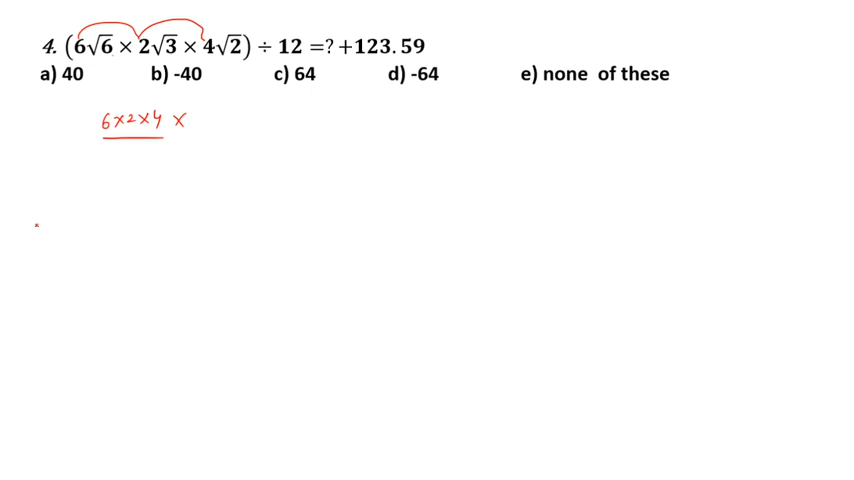 4. (6√6 × 2√3 × 4√2) ÷ 12 =? +123.59
a) 40 b) -40 c) 64 d) -64 e) none of these
6×2×4 ×